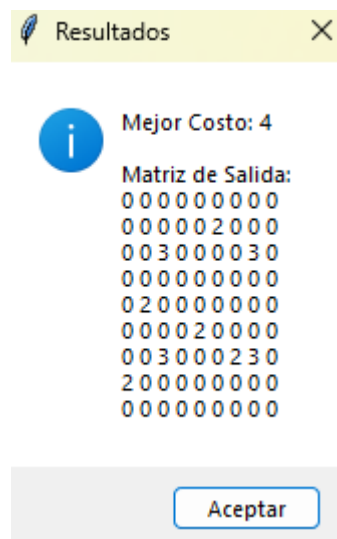 Resultados
Mejor Costo: 4
Matriz de Salida:
0 0 0 0 0 0 0 0 0
0 0 0 0 0 2 0 0 0
0 0 3 0 0 0 0 3 0
0 0 0 0 0 0 0 0 0
0 2 0 0 0 0 0 0 0
0 0 0 0 2 0 0 0 0
0 0 3 0 0 0 2 3 0
2 0 0 0 0 0 0 0 0
0 0 0 0 0 0 0 0 0
Aceptar